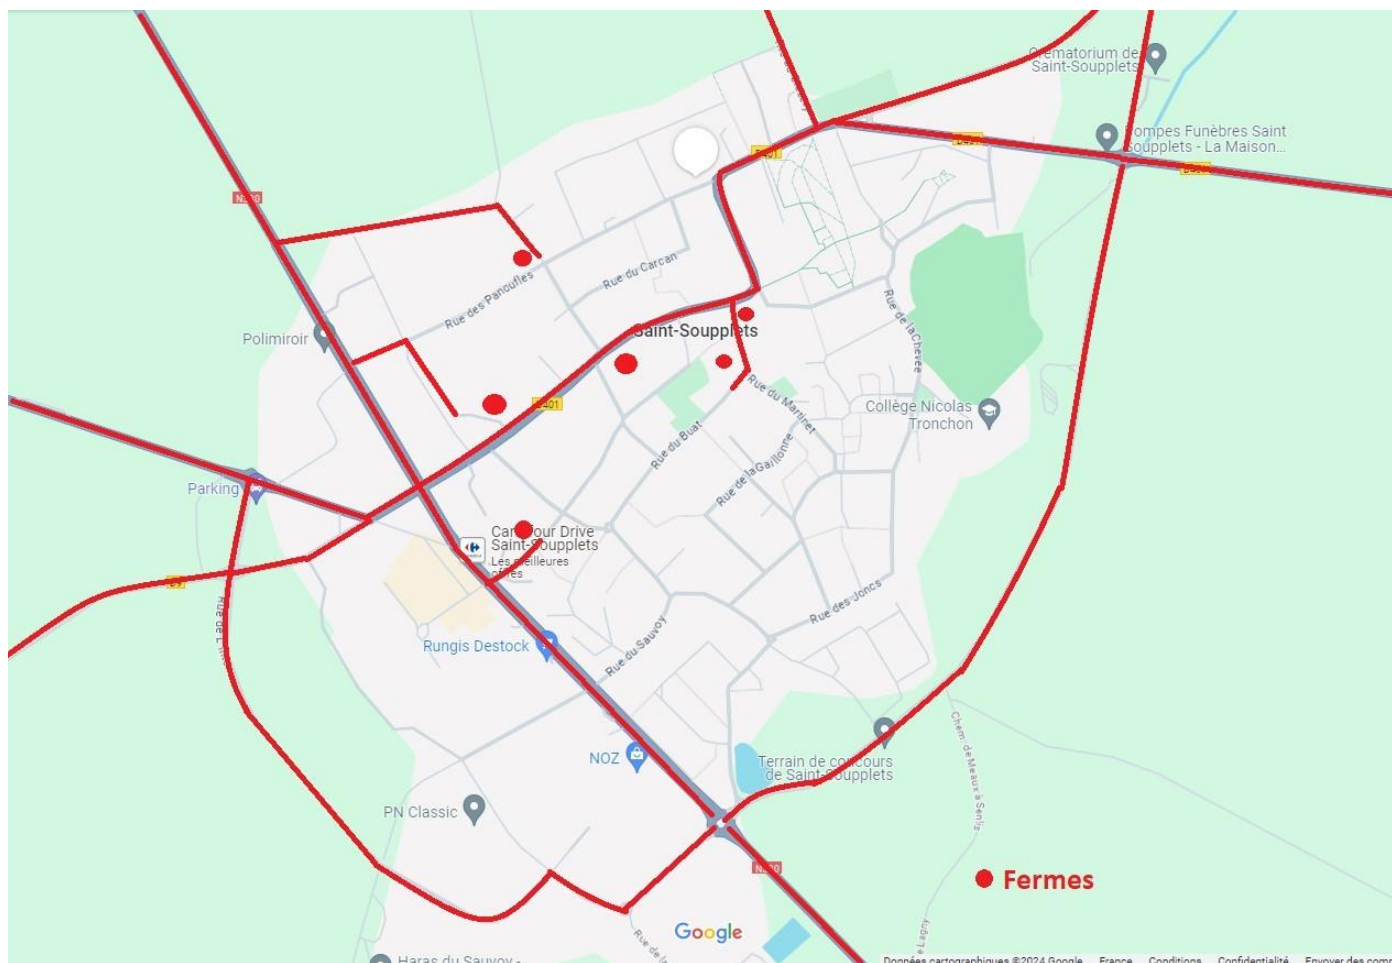 Crématorium de
Saint-Soupplets
Pompes Funèbres Saint
Soupplets - La Maison...
D401
N330
Rue du Carcan
Rue des Panoufles
Saint-Soupplets
Polimiroir
Rue de la Chevée
D401
Rue du Martinet
Collège Nicolas
Tronchon
Rue du Buat
Rue de la Gaillonne
Parking
Carrefour Drive
Saint-Soupplets
Les meilleures
offres
D9
Rue des Joncs
Rungis Destock
Rue du Sauvoy
Chem. de Meaux à Senlis
NOZ
Terrain de concours
de Saint-Soupplets
PN Classic
N330
Fermes
Google
Haras du Sauvoy -
Données cartographiques ©2024 Google France Conditions Confidentialité